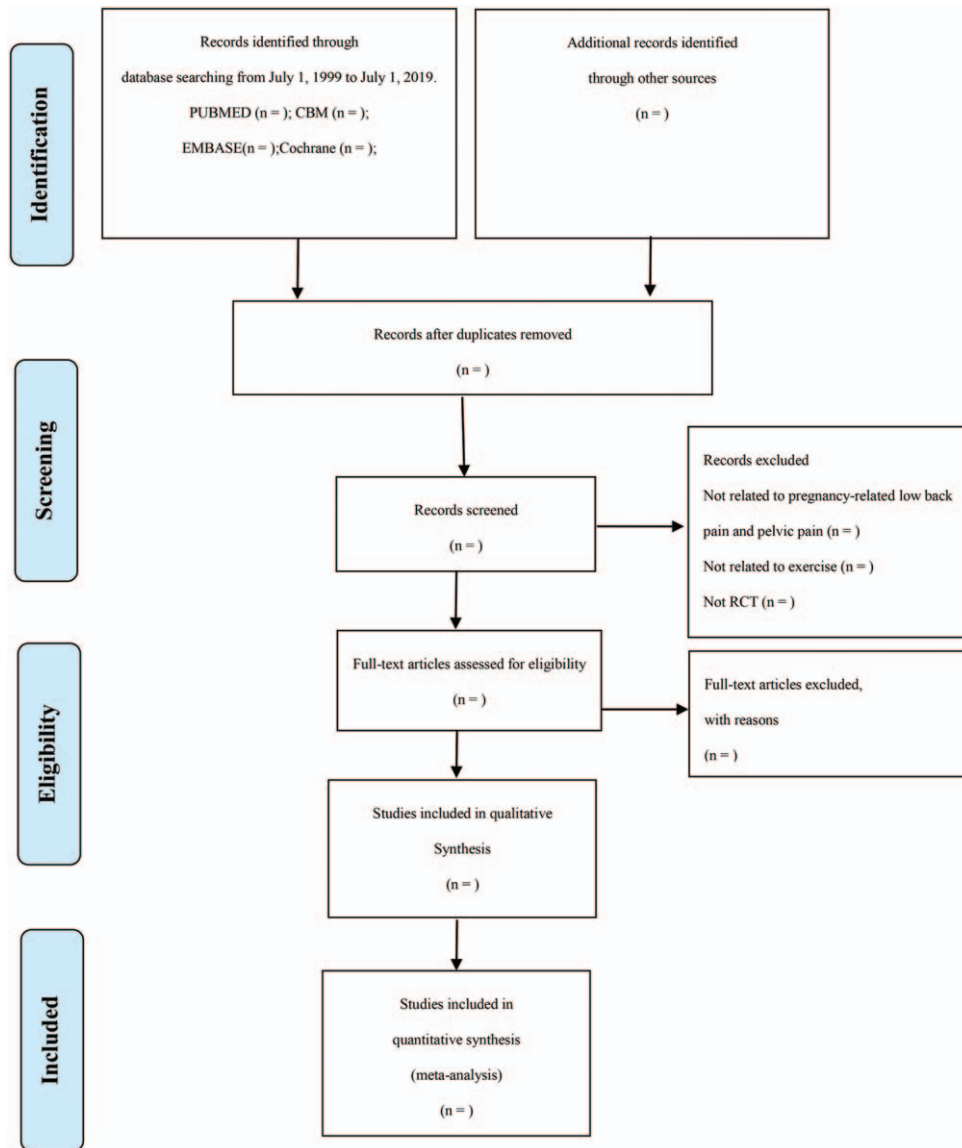 Identification
Records identified through
database searching from July 1, 1999 to July 1, 2019.
PUBMED (n = ); CBM (n = );
EMBASE(n = );Cochrane (n = );
Additional records identified
through other sources
(n = )
Records after duplicates removed
(n = )
Screening
Records screened
(n = )
Records excluded
Not related to pregnancy-related low back
pain and pelvic pain (n = )
Not related to exercise (n = )
Not RCT (n = )
Eligibility
Full-text articles assessed for eligibility
(n = )
Full-text articles excluded,
with reasons
(n = )
Studies included in qualitative
Synthesis
(n = )
Included
Studies included in
quantitative synthesis
(meta-analysis)
(n = )